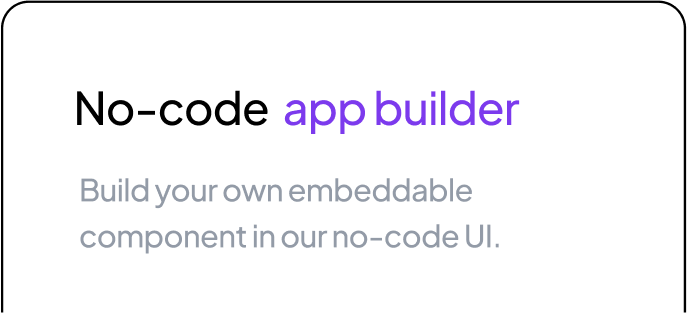 No-code app builder
Build your own embeddable
component in our no-code UI.